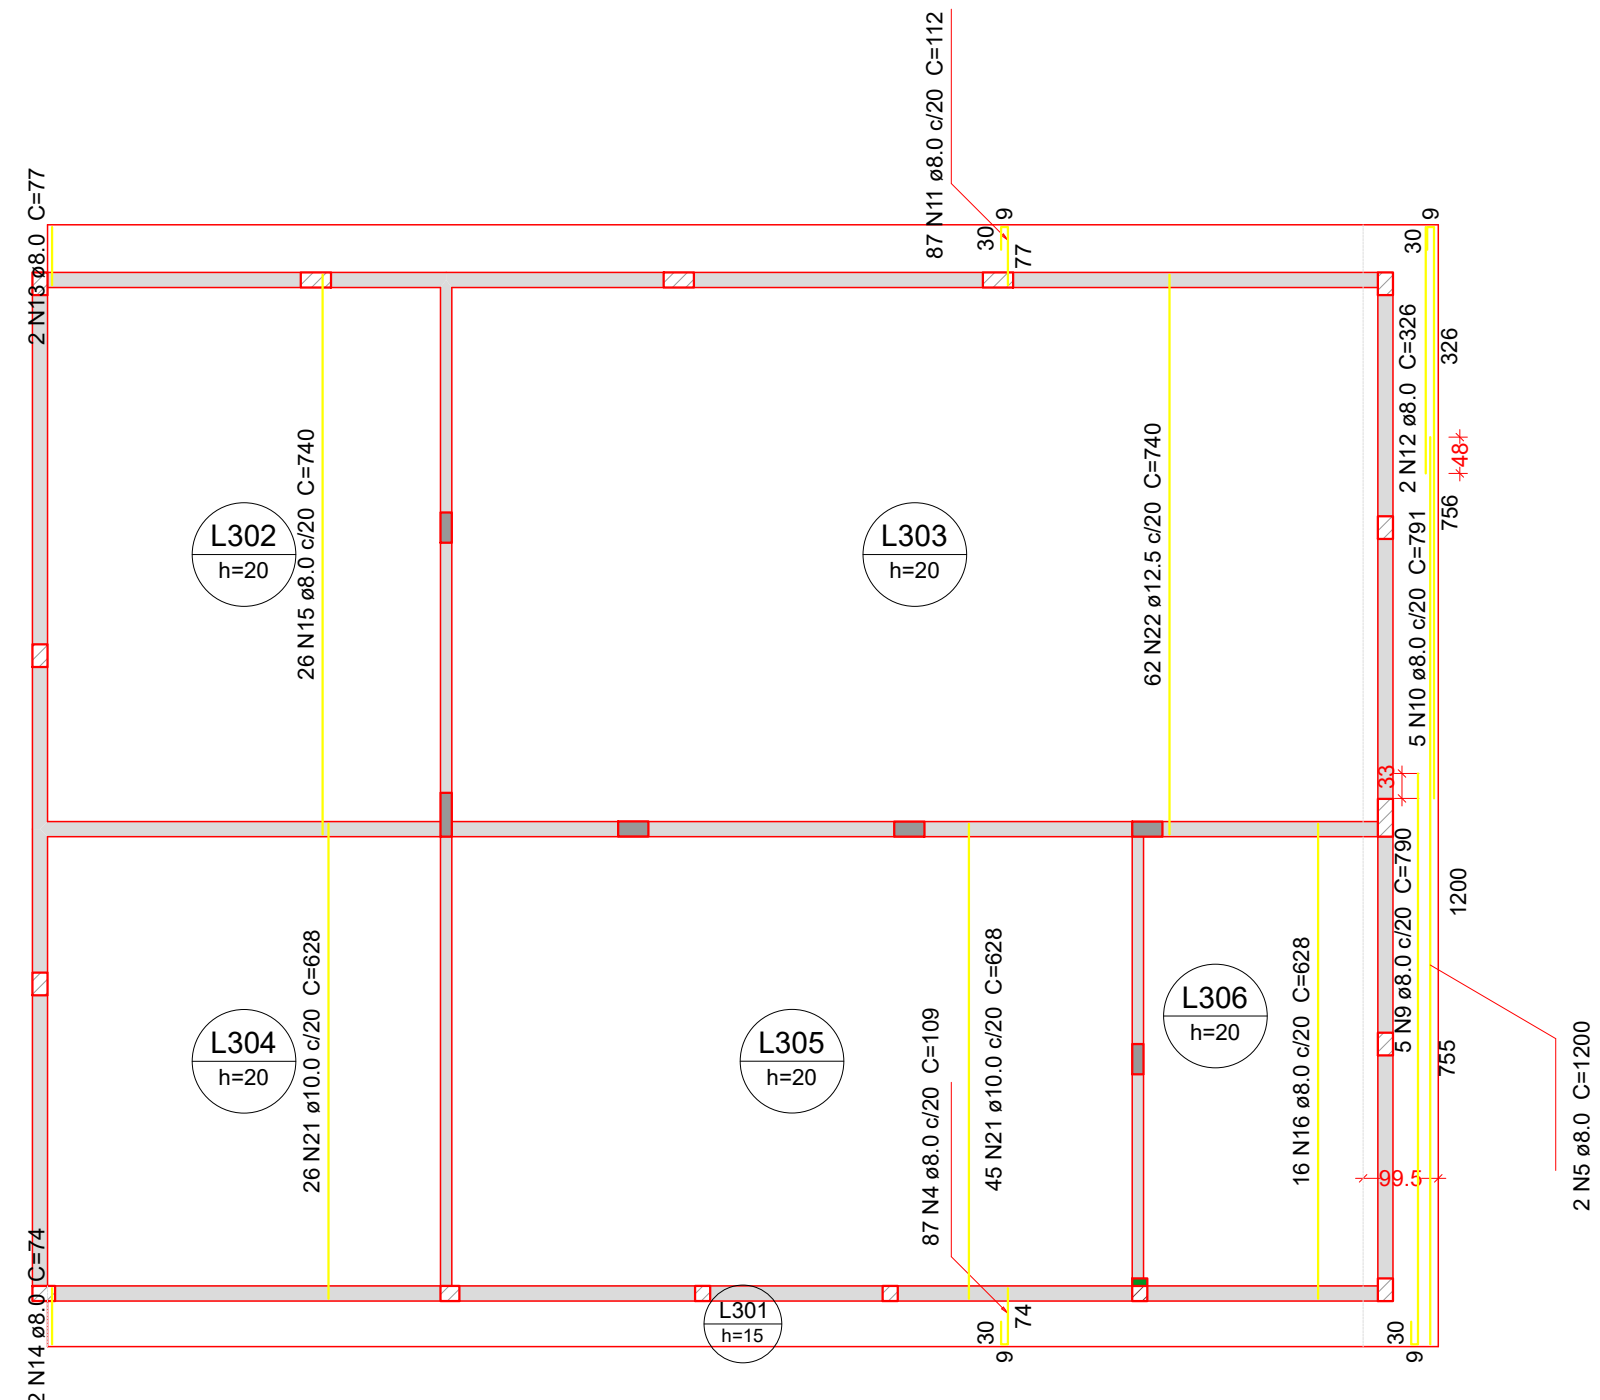 87 N11 ø8.0 c/20 C=112
2 N13 ø8.0 C=77
9
30
77
9
30
2 N12 ø8.0 C=326
326
48
26 N15 ø8.0 c/20 C=740
62 N22 ø12.5 c/20 C=740
5 N10 ø8.0 c/20 C=791
756
L302
h=20
L303
h=20
33
5 N9 ø8.0 c/20 C=790
1200
26 N21 ø10.0 c/20 C=628
L304
h=20
L305
h=20
87 N4 ø8.0 c/20 C=109
45 N21 ø10.0 c/20 C=628
L306
h=20
16 N16 ø8.0 c/20 C=628
755
2 N5 ø8.0 C=1200
99.5
2 N14 ø8.0 C=74
L301
h=15
30
74
9
30
9